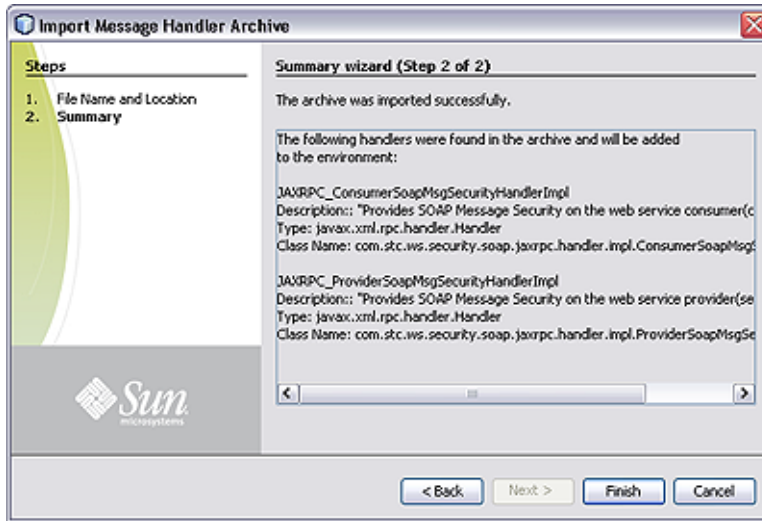 Import Message Handler Archive
Steps
1. File Name and Location
2. Summary
Summary wizard (Step 2 of 2)
The archive was imported successfully.
The following handlers were found in the archive and will be added
to the environment:
JAXRPC_ConsumerSoapMsgSecurityHandlerImpl
Description:: "Provides SOAP Message Security on the web service consumer(c
Type: javax.xml.rpc.handler.Handler
Class Name: com.stc.ws.security.soap.jaxrpc.handler.impl.ConsumerSoapMsgS
JAXRPC_ProviderSoapMsgSecurityHandlerImpl
Description:: "Provides SOAP Message Security on the web service provider(se
Type: javax.xml.rpc.handler.Handler
Class Name: com.stc.ws.security.soap.jaxrpc.handler.impl.ProviderSoapMsgSe
Sun
microsystems
< Back
Next >
Finish
Cancel